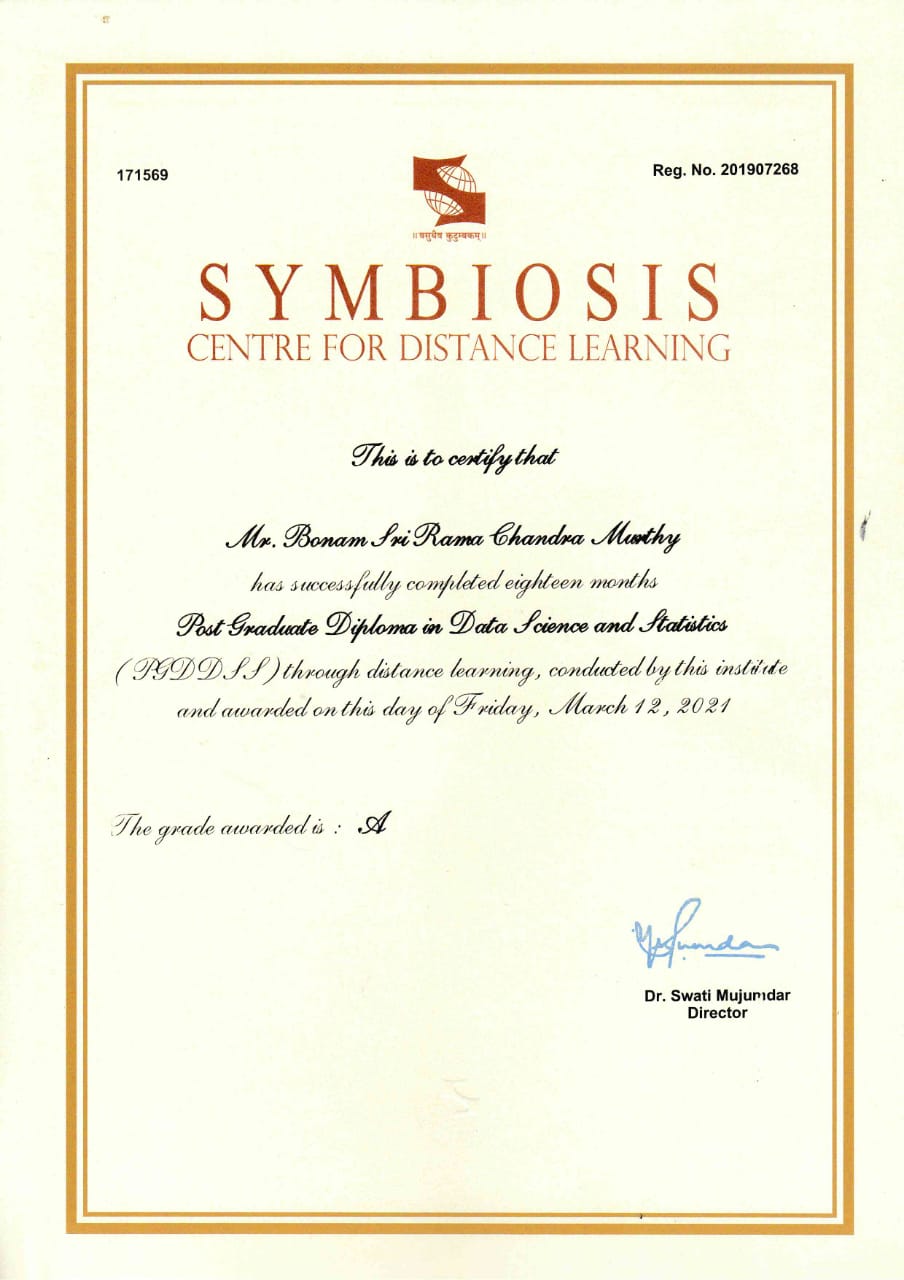 171569
Reg. No. 201907268
॥वसुधैव कुटुम्बकम्॥
SYMBIOSIS
CENTRE FOR DISTANCE LEARNING
This is to certify that
Mr. Bonam Sri Rama Chandra Murthy
has successfully completed eighteen months
Post Graduate Diploma in Data Science and Statistics
(PGDDSS) through distance learning, conducted by this institute
and awarded on this day of Friday, March 12, 2021
The grade awarded is : A
Dr. Swati Mujumdar
Director